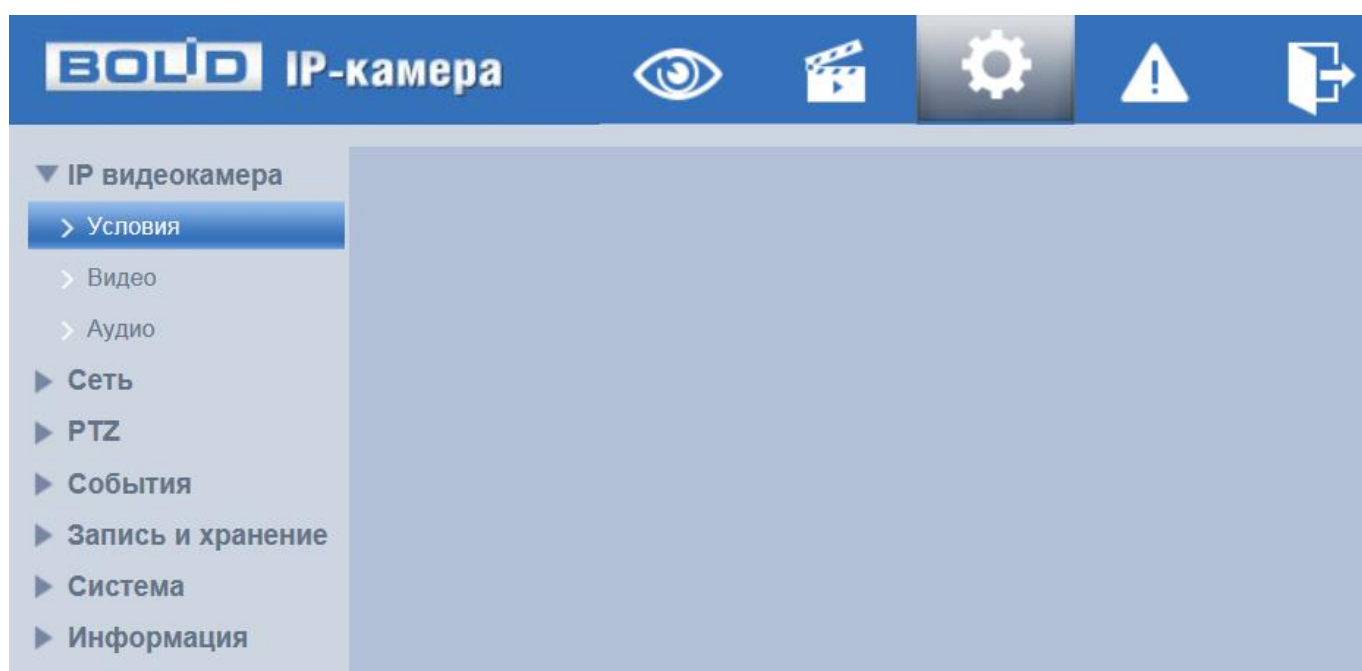 BOLID IP-камера
IP видеокамера
Условия
Видео
Аудио
Сеть
PTZ
События
Запись и хранение
Система
Информация